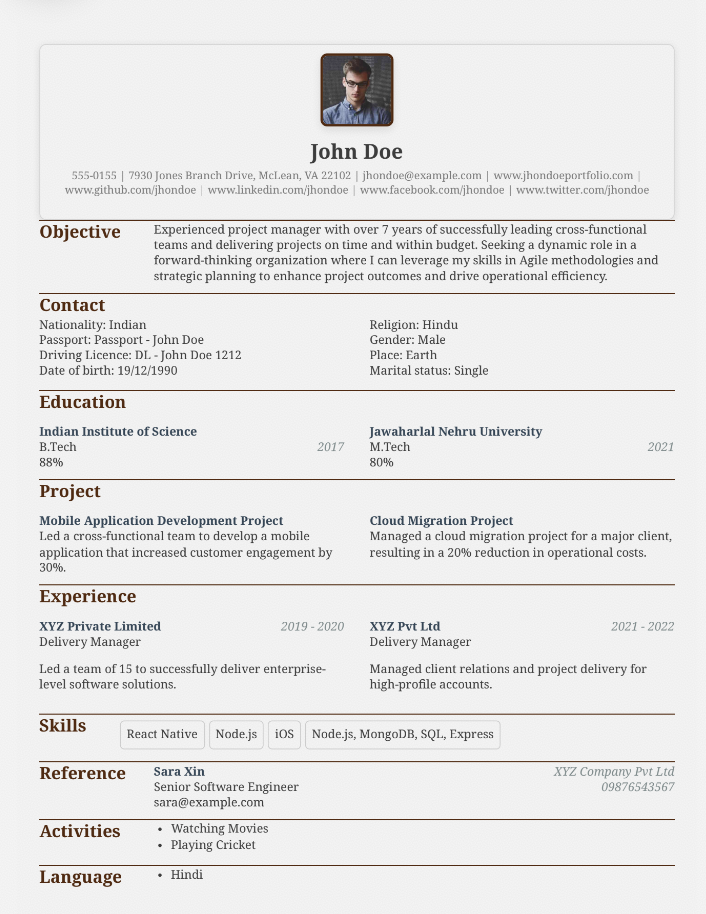 John Doe
555-0155 | 7930 Jones Branch Drive, McLean, VA 22102 | jhondoe@example.com | www.jhondoeportfolio.com |
www.github.com/jhondoe | www.linkedin.com/jhondoe | www.facebook.com/jhondoe | www.twitter.com/jhondoe
Objective
Experienced project manager with over 7 years of successfully leading cross-functional
teams and delivering projects on time and within budget. Seeking a dynamic role in a
forward-thinking organization where I can leverage my skills in Agile methodologies and
strategic planning to enhance project outcomes and drive operational efficiency.
Contact
Nationality: Indian
Passport: Passport - John Doe
Driving Licence: DL - John Doe 1212
Date of birth: 19/12/1990
Religion: Hindu
Gender: Male
Place: Earth
Marital status: Single
Education
Indian Institute of Science
B.Tech 2017
88%
Jawaharlal Nehru University
M.Tech 2021
80%
Project
Mobile Application Development Project
Led a cross-functional team to develop a mobile
application that increased customer engagement by
30%.
Cloud Migration Project
Managed a cloud migration project for a major client,
resulting in a 20% reduction in operational costs.
Experience
XYZ Private Limited 2019 - 2020
Delivery Manager
Led a team of 15 to successfully deliver enterprise-
level software solutions.
XYZ Pvt Ltd 2021 - 2022
Delivery Manager
Managed client relations and project delivery for
high-profile accounts.
Skills
React Native Node.js iOS Node.js, MongoDB, SQL, Express
Reference
Sara Xin XYZ Company Pvt Ltd
Senior Software Engineer 09876543567
sara@example.com
Activities
• Watching Movies
• Playing Cricket
Language
• Hindi